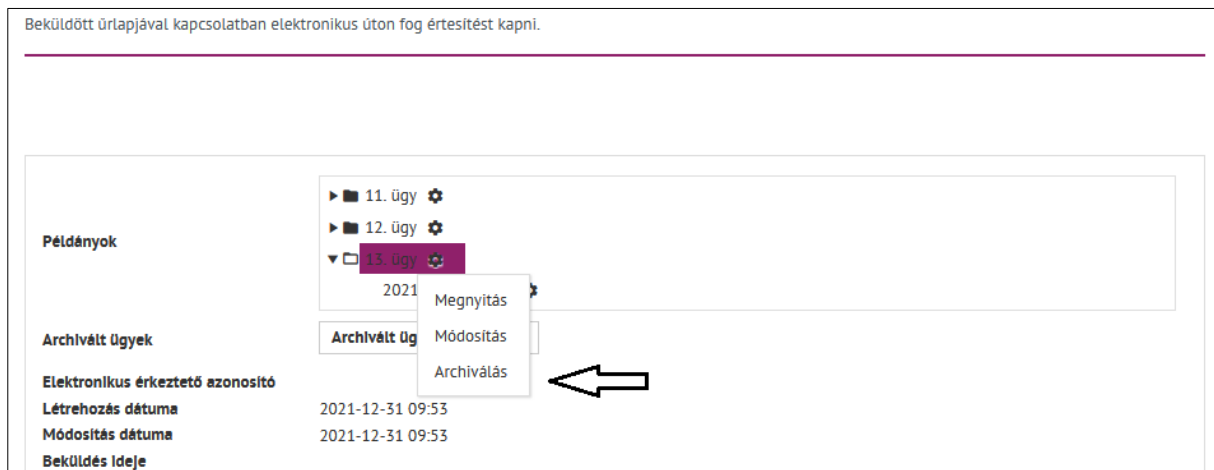 Beküldött űrlapjával kapcsolatban elektronikus úton fog értesítést kapni.
Példányok
11. ügy
12. ügy
13. ügy
2021
Megnyitás
Módosítás
Archiválás
Archivált ügyek
Archivált üg
Elektronikus érkeztető azonosító
Létrehozás dátuma 2021-12-31 09:53
Módosítás dátuma 2021-12-31 09:53
Beküldés ideje